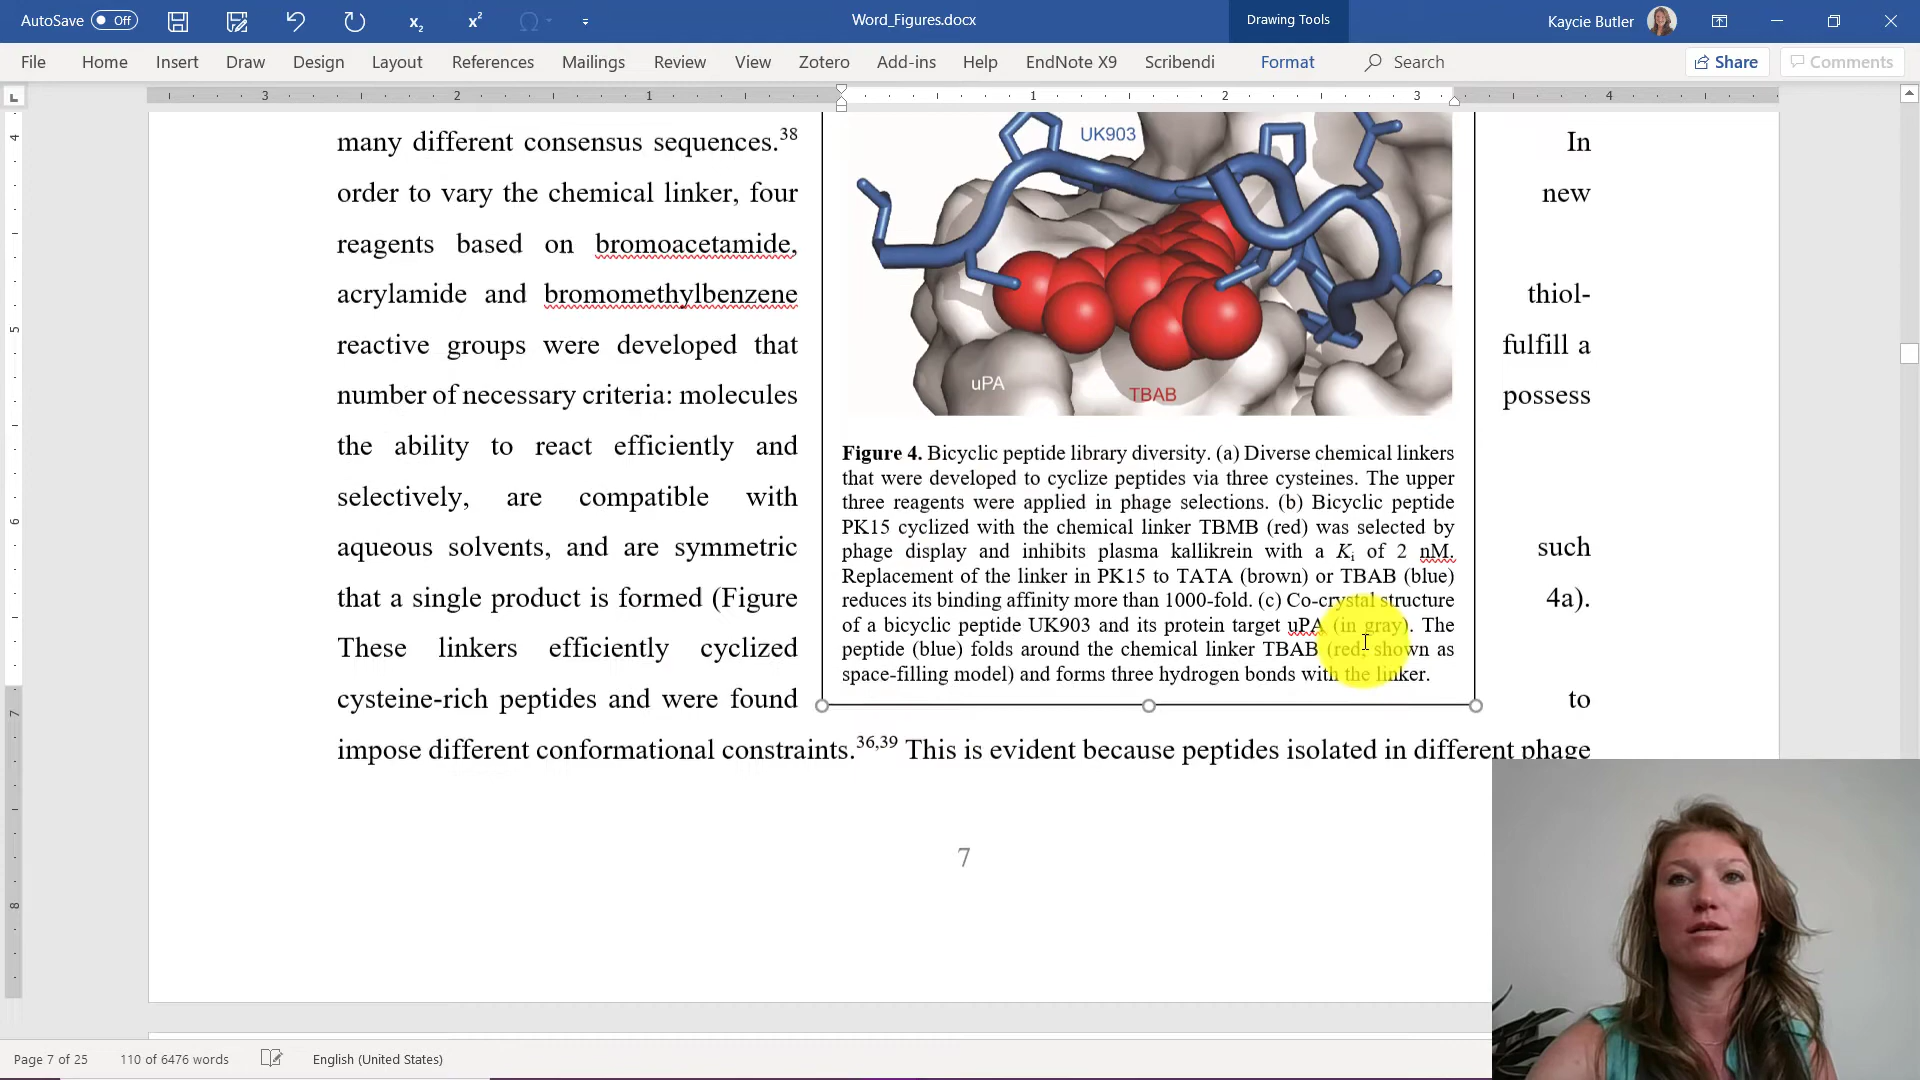 AutoSave Off Word_Figures.docx Drawing Tools Kaycie Butler
File Home Insert Draw Design Layout References Mailings Review View Zotero Add-ins Help EndNote X9 Scribendi Format Search Share Comments
3 2 1 1 2 3 4
many different consensus sequences.38 In
order to vary the chemical linker, four new
reagents based on bromoacetamide,
acrylamide and bromomethylbenzene thiol-
reactive groups were developed that fulfill a
number of necessary criteria: molecules possess
the ability to react efficiently and
selectively, are compatible with
aqueous solvents, and are symmetric such
that a single product is formed (Figure 4a).
These linkers efficiently cyclized
cysteine-rich peptides and were found to
impose different conformational constraints.36,39 This is evident because peptides isolated in different phage
UK903
uPA
TBAB
Figure 4. Bicyclic peptide library diversity. (a) Diverse chemical linkers
that were developed to cyclize peptides via three cysteines. The upper
three reagents were applied in phage selections. (b) Bicyclic peptide
PK15 cyclized with the chemical linker TBMB (red) was selected by
phage display and inhibits plasma kallikrein with a Ki of 2 nM.
Replacement of the linker in PK15 to TATA (brown) or TBAB (blue)
reduces its binding affinity more than 1000-fold. (c) Co-crystal structure
of a bicyclic peptide UK903 and its protein target uPA (in gray). The
peptide (blue) folds around the chemical linker TBAB (red, shown as
space-filling model) and forms three hydrogen bonds with the linker.
7
4
5
6
7
8
Page 7 of 25 110 of 6476 words English (United States)